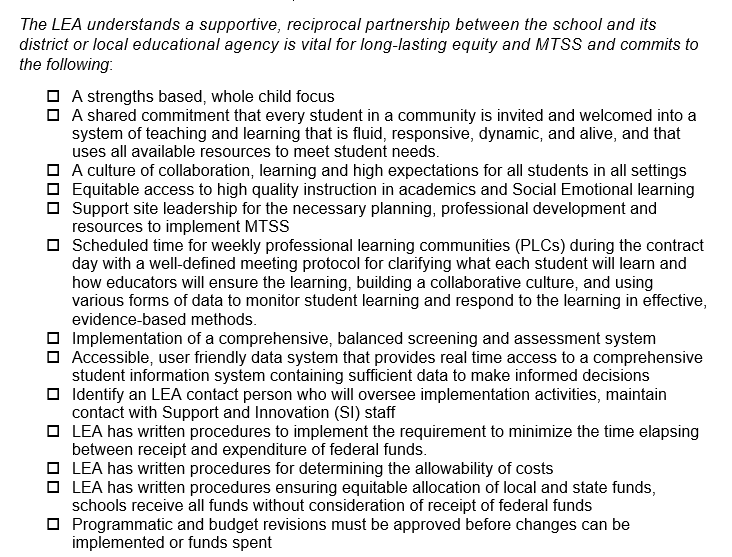 The LEA understands a supportive, reciprocal partnership between the school and its
district or local educational agency is vital for long-lasting equity and MTSS and commits to
the following:
☐ A strengths based, whole child focus
☐ A shared commitment that every student in a community is invited and welcomed into a
system of teaching and learning that is fluid, responsive, dynamic, and alive, and that
uses all available resources to meet student needs.
☐ A culture of collaboration, learning and high expectations for all students in all settings
☐ Equitable access to high quality instruction in academics and Social Emotional learning
☐ Support site leadership for the necessary planning, professional development and
resources to implement MTSS
☐ Scheduled time for weekly professional learning communities (PLCs) during the contract
day with a well-defined meeting protocol for clarifying what each student will learn and
how educators will ensure the learning, building a collaborative culture, and using
various forms of data to monitor student learning and respond to the learning in effective,
evidence-based methods.
☐ Implementation of a comprehensive, balanced screening and assessment system
☐ Accessible, user friendly data system that provides real time access to a comprehensive
student information system containing sufficient data to make informed decisions
☐ Identify an LEA contact person who will oversee implementation activities, maintain
contact with Support and Innovation (SI) staff
☐ LEA has written procedures to implement the requirement to minimize the time elapsing
between receipt and expenditure of federal funds.
☐ LEA has written procedures for determining the allowability of costs
☐ LEA has written procedures ensuring equitable allocation of local and state funds,
schools receive all funds without consideration of receipt of federal funds
☐ Programmatic and budget revisions must be approved before changes can be
implemented or funds spent